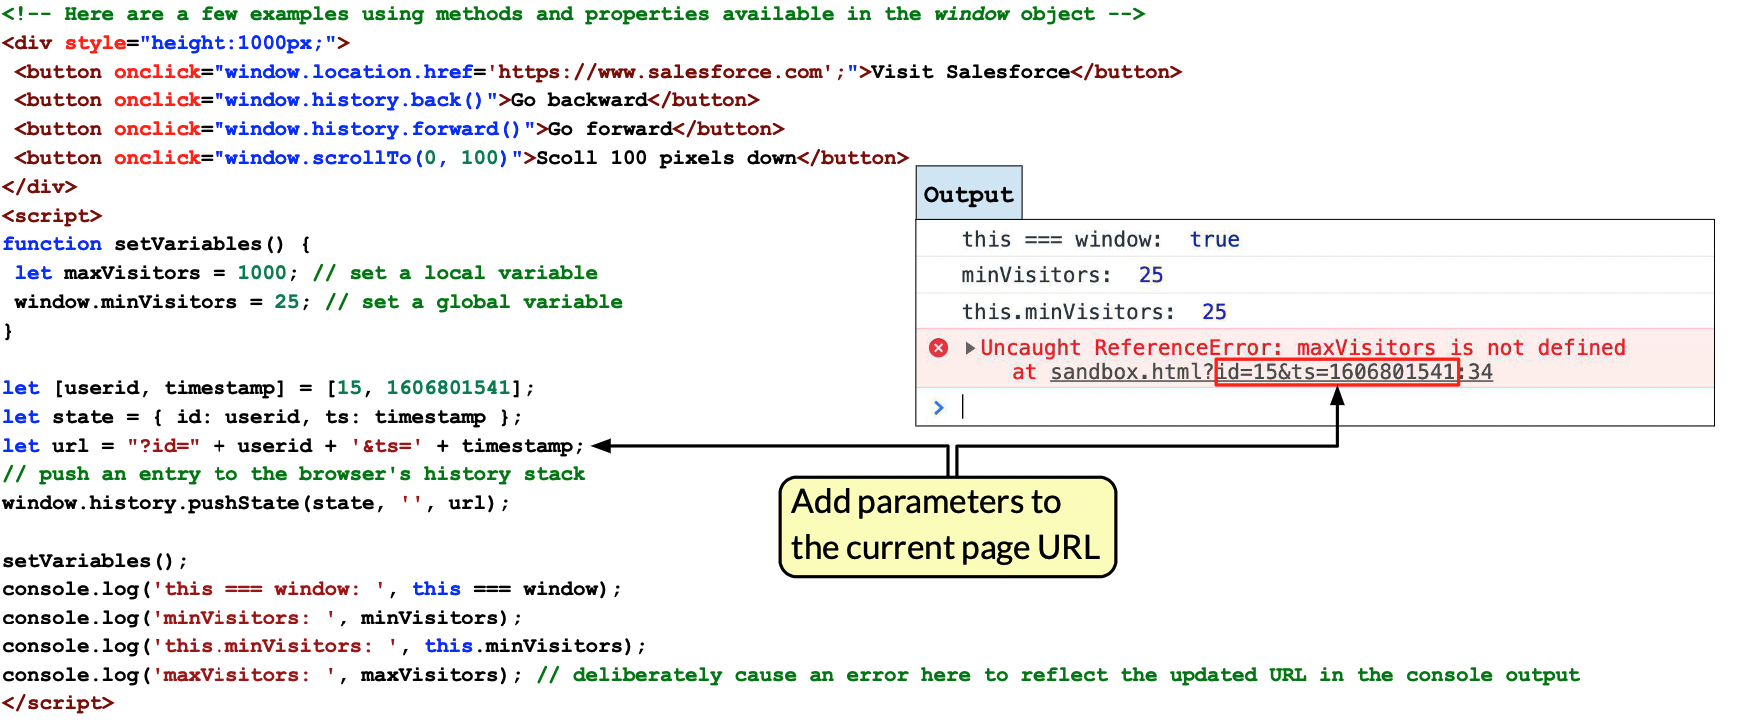 <!-- Here are a few examples using methods and properties available in the window object -->
<div style="height:1000px;">
 <button onclick="window.location.href='https://www.salesforce.com';">Visit Salesforce</button>
 <button onclick="window.history.back()">Go backward</button>
 <button onclick="window.history.forward()">Go forward</button>
 <button onclick="window.scrollTo(0, 100)">Scoll 100 pixels down</button>
</div>
<script>
function setVariables() {
 let maxVisitors = 1000; // set a local variable
 window.minVisitors = 25; // set a global variable
}
let [userid, timestamp] = [15, 1606801541];
let state = { id: userid, ts: timestamp };
let url = "?id=" + userid + '&ts=' + timestamp;
// push an entry to the browser's history stack
window.history.pushState(state, '', url);
setVariables();
console.log('this === window: ', this === window);
console.log('minVisitors: ', minVisitors);
console.log('this.minVisitors: ', this.minVisitors);
console.log('maxVisitors: ', maxVisitors); // deliberately cause an error here to reflect the updated URL in the console output
</script>
Output
this === window: true
minVisitors: 25
this.minVisitors: 25
Uncaught ReferenceError: maxVisitors is not defined
at sandbox.html?id=15&ts=1606801541:34
>
Add parameters to
the current page URL